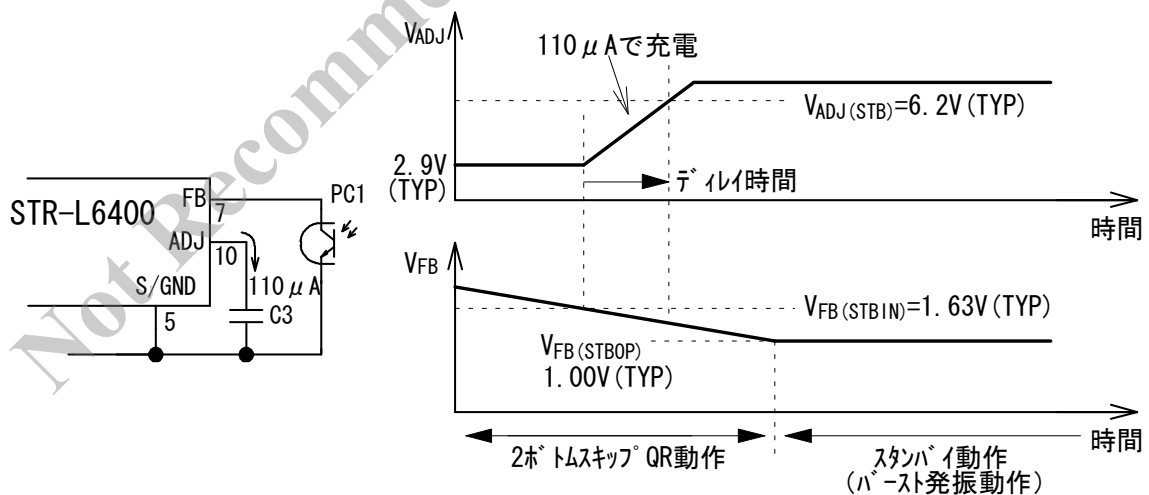 Not Recomm
VADJ
110μAで充電
VADJ(STB)=6.2V(TYP)
2.9V
(TYP)
ディレイ時間
時間
STR-L6400
FB
7
PC1
ADJ
10
S/GND
110μA
5
C3
VFB
VFB(STBIN)=1.63V(TYP)
VFB(STBOP)
1.00V(TYP)
時間
2ボトムスキップQR動作
スタンバイ動作
(バースト発振動作)